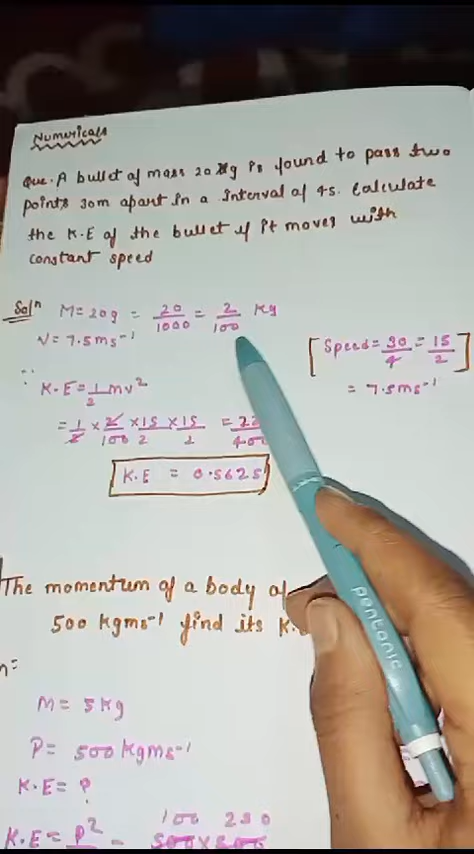 Numericals
Que. A bullet of mass 20 g is found to pass two
points 30m apart in a interval of 4s. Calculate
the K.E of the bullet if it moves with
constant speed
Soln M = 20g = 20/1000 = 2/100 Kg
V = 7.5ms⁻¹
[Speed = 30/4 = 15/2]
= 7.5ms⁻¹
∵
K.E = 1/2 mv²
= 1/2 × 2/100 × 15/2 × 15/2 =
K.E = 0.5625
The momentum of a body of
500 kgms⁻¹ find its K.
n:
M = 5Kg
P = 500 Kgms⁻¹
K.E = ?
100 250
K.E = P² = 500×500
pentonic